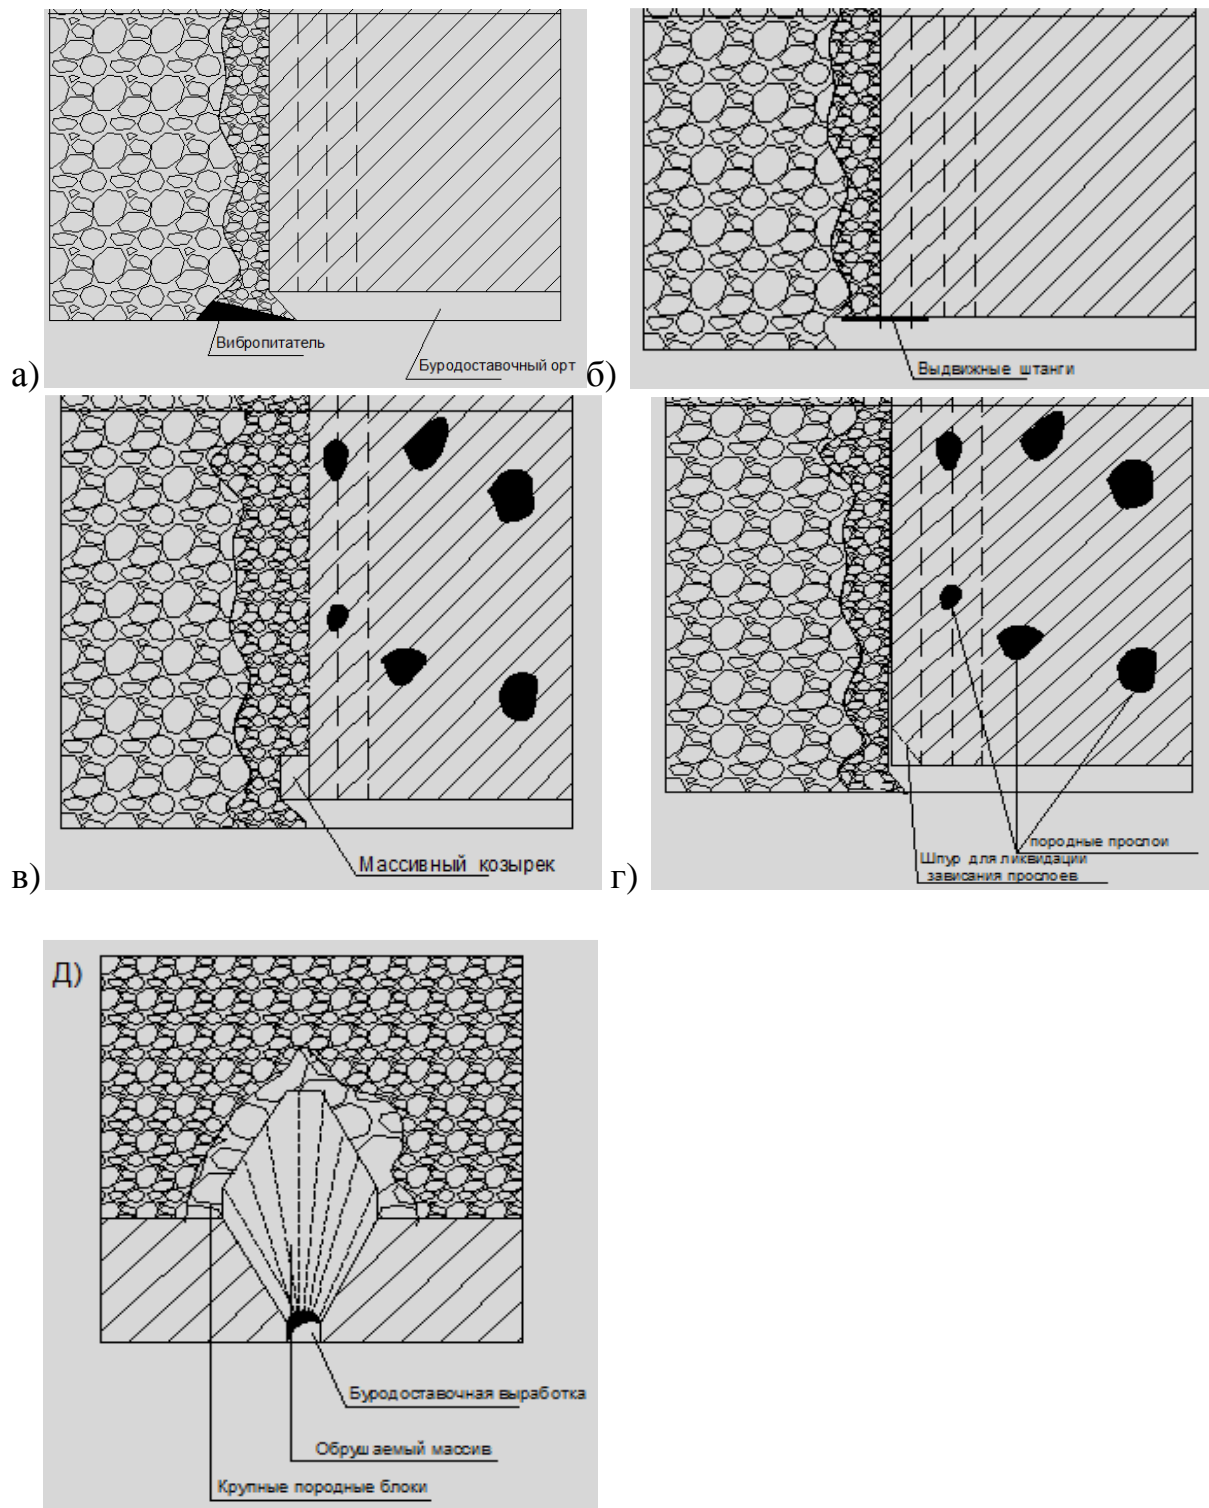 Вибропитатель
Буродоставочный орт
а)
Выдвижные штанги
б)
Массивный козырек
в)
породные прослои
Шпур для ликвидации
зависания прослоев
г)
Д)
Буродоставочная выработка
Обрушаемый массив
Крупные породные блоки